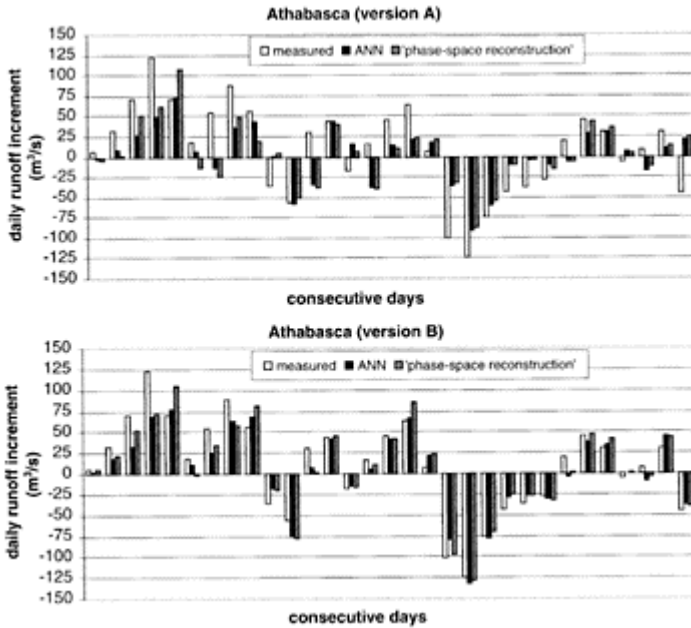 Athabasca (version A)
measured ANN 'phase-space reconstruction'
daily runoff increment
(m³/s)
150
125
100
75
50
25
0
-25
-50
-75
-100
-125
-150
consecutive days
Athabasca (version B)
measured ANN 'phase-space reconstruction'
daily runoff increment
(m³/s)
150
125
100
75
50
25
0
-25
-50
-75
-100
-125
-150
consecutive days